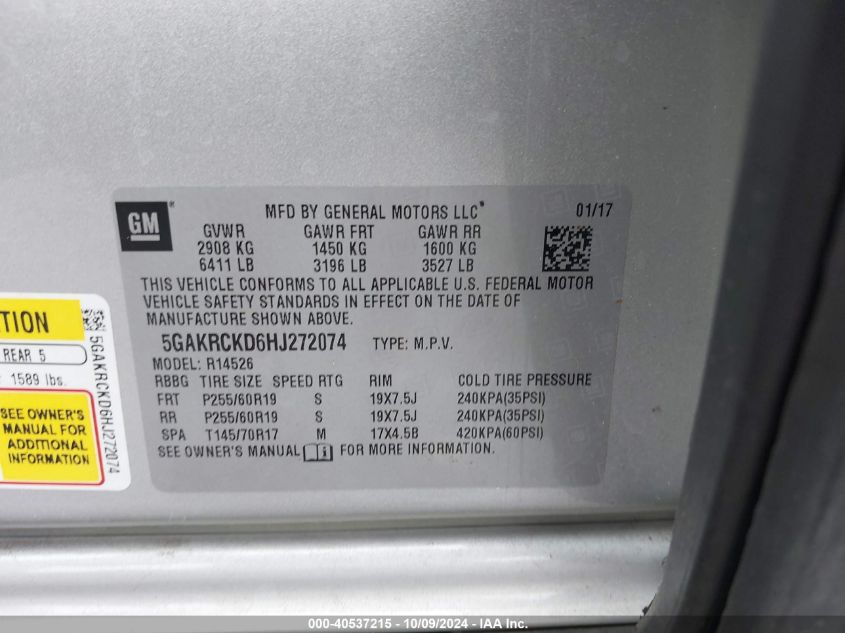 GM
MFD BY GENERAL MOTORS LLC* 01/17
GVWR GAWR FRT GAWR RR
2908 KG 1450 KG 1600 KG
6411 LB 3196 LB 3527 LB
THIS VEHICLE CONFORMS TO ALL APPLICABLE U.S. FEDERAL MOTOR
VEHICLE SAFETY STANDARDS IN EFFECT ON THE DATE OF
MANUFACTURE SHOWN ABOVE.
5GAKRCKD6HJ272074 TYPE: M.P.V.
MODEL: R14526
RBBG TIRE SIZE SPEED RTG RIM COLD TIRE PRESSURE
FRT P255/60R19 S 19X7.5J 240KPA(35PSI)
RR P255/60R19 S 19X7.5J 240KPA(35PSI)
SPA T145/70R17 M 17X4.5B 420KPA(60PSI)
SEE OWNER'S MANUAL i FOR MORE INFORMATION.
REAR 5
1589 lbs.
SEE OWNER'S
MANUAL FOR
ADDITIONAL
INFORMATION
5GAKRCKD6HJ272074
000-40537215 - 10/09/2024 - IAA Inc.